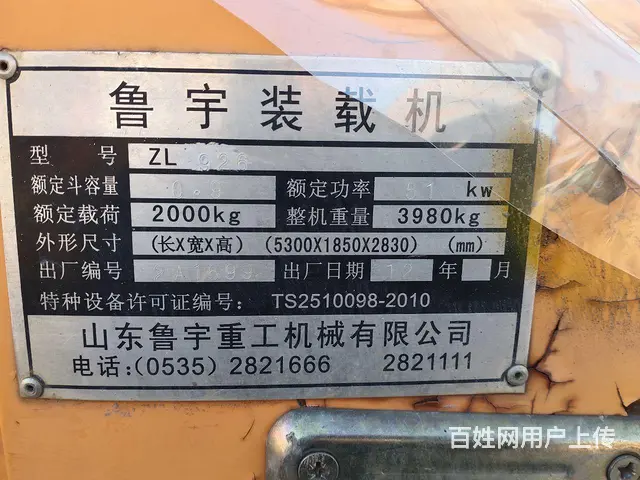 鲁宇装载机
型 号 ZL
额定斗容量 额定功率 kw
额定载荷 2000kg 整机重量 3980kg
外形尺寸 (长X宽X高) (5300X1850X2830) (mm)
出厂编号 出厂日期 12 年 月
特种设备许可证编号: TS2510098-2010
山东鲁宇重工机械有限公司
电话:(0535) 2821666 2821111
百姓网用户上传